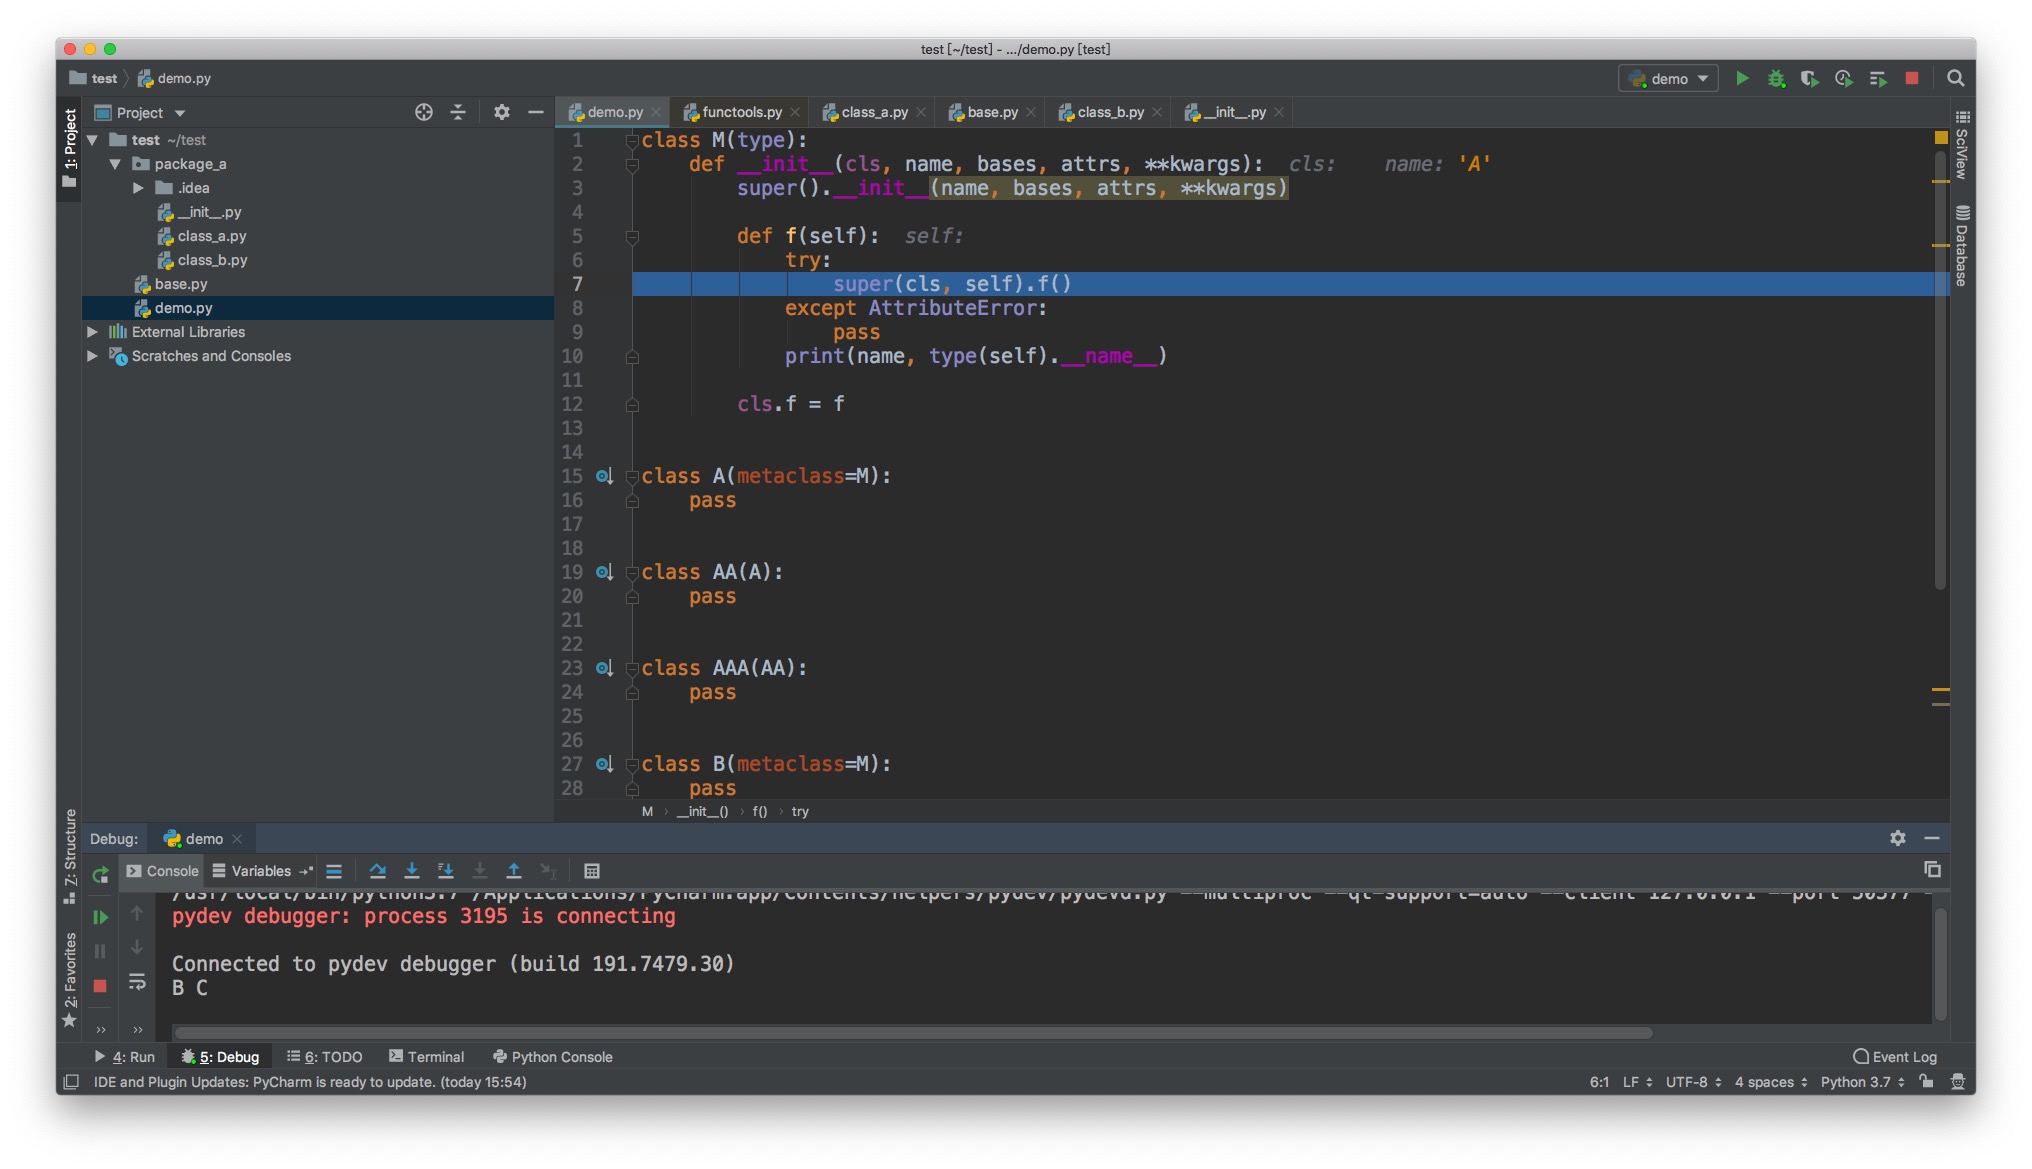 test [~/test] - .../demo.py [test]
test demo.py
demo
1: Project
Project
test ~/test
package_a
.idea
__init__.py
class_a.py
class_b.py
base.py
demo.py
External Libraries
Scratches and Consoles
demo.py functools.py class_a.py base.py class_b.py __init__.py
1 class M(type):
2 def __init__(cls, name, bases, attrs, **kwargs): cls: name: 'A'
3 super().__init__(name, bases, attrs, **kwargs)
4
5 def f(self): self:
6 try:
7 super(cls, self).f()
8 except AttributeError:
9 pass
10 print(name, type(self).__name__)
11
12 cls.f = f
13
14
15 class A(metaclass=M):
16 pass
17
18
19 class AA(A):
20 pass
21
22
23 class AAA(AA):
24 pass
25
26
27 class B(metaclass=M):
28 pass
M › __init__() › f() › try
SciView
Database
Z: Structure
2: Favorites
Debug: demo
Console Variables
/usr/local/bin/python3.7 /Applications/PyCharm.app/Contents/helpers/pydev/pydevd.py --multiproc --qt-support=auto --client 127.0.0.1 --port 50377
pydev debugger: process 3195 is connecting
Connected to pydev debugger (build 191.7479.30)
B C
4: Run 5: Debug 6: TODO Terminal Python Console Event Log
IDE and Plugin Updates: PyCharm is ready to update. (today 15:54) 6:1 LF UTF-8 4 spaces Python 3.7